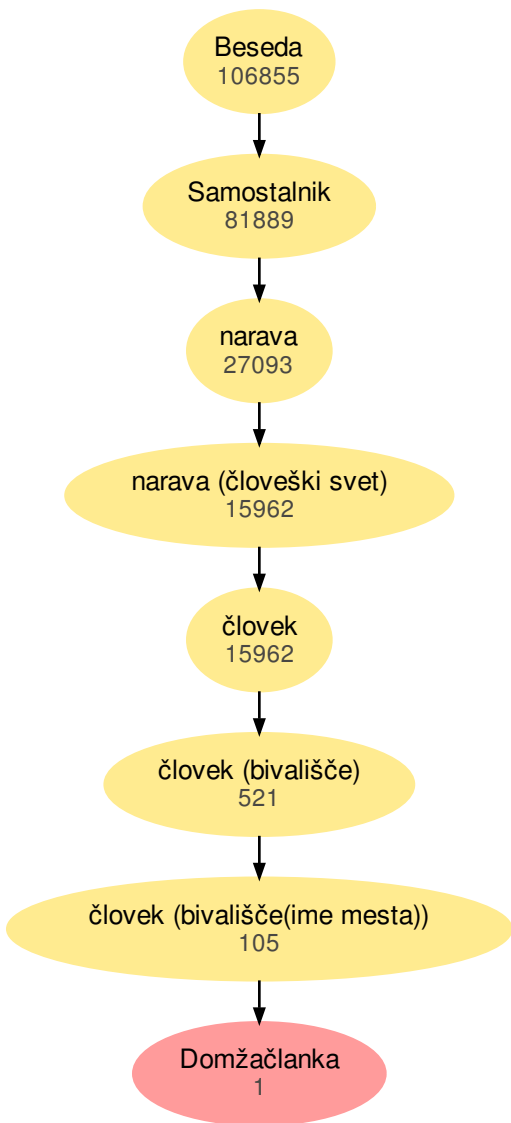 Beseda
106855
Samostalnik
81889
narava
27093
narava (človeški svet)
15962
človek
15962
človek (bivališče)
521
človek (bivališče(ime mesta))
105
Domžačlanka
1